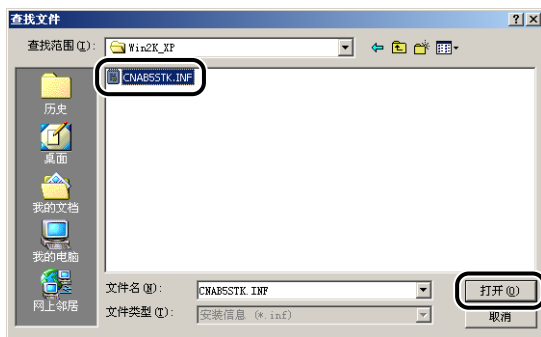 查找文件
查找范围(I):
Win2K_XP
CNAB5STK.INF
历史
桌面
我的文档
我的电脑
网上邻居
文件名(N):
CNAB5STK.INF
打开(O)
文件类型(T):
安装信息 (*.inf)
取消